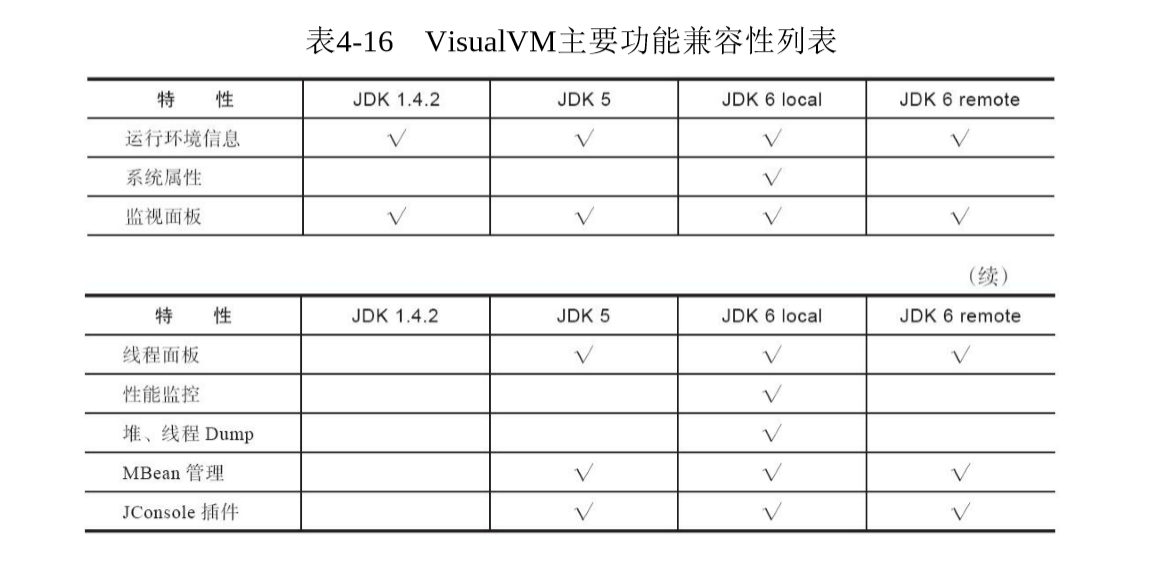 表4-16 VisualVM主要功能兼容性列表
特 性 JDK 1.4.2 JDK 5 JDK 6 local JDK 6 remote
运行环境信息 √ √ √ √
系统属性 √
监视面板 √ √ √ √
（续）
特 性 JDK 1.4.2 JDK 5 JDK 6 local JDK 6 remote
线程面板 √ √ √
性能监控 √
堆、线程 Dump √
MBean 管理 √ √ √
JConsole 插件 √ √ √